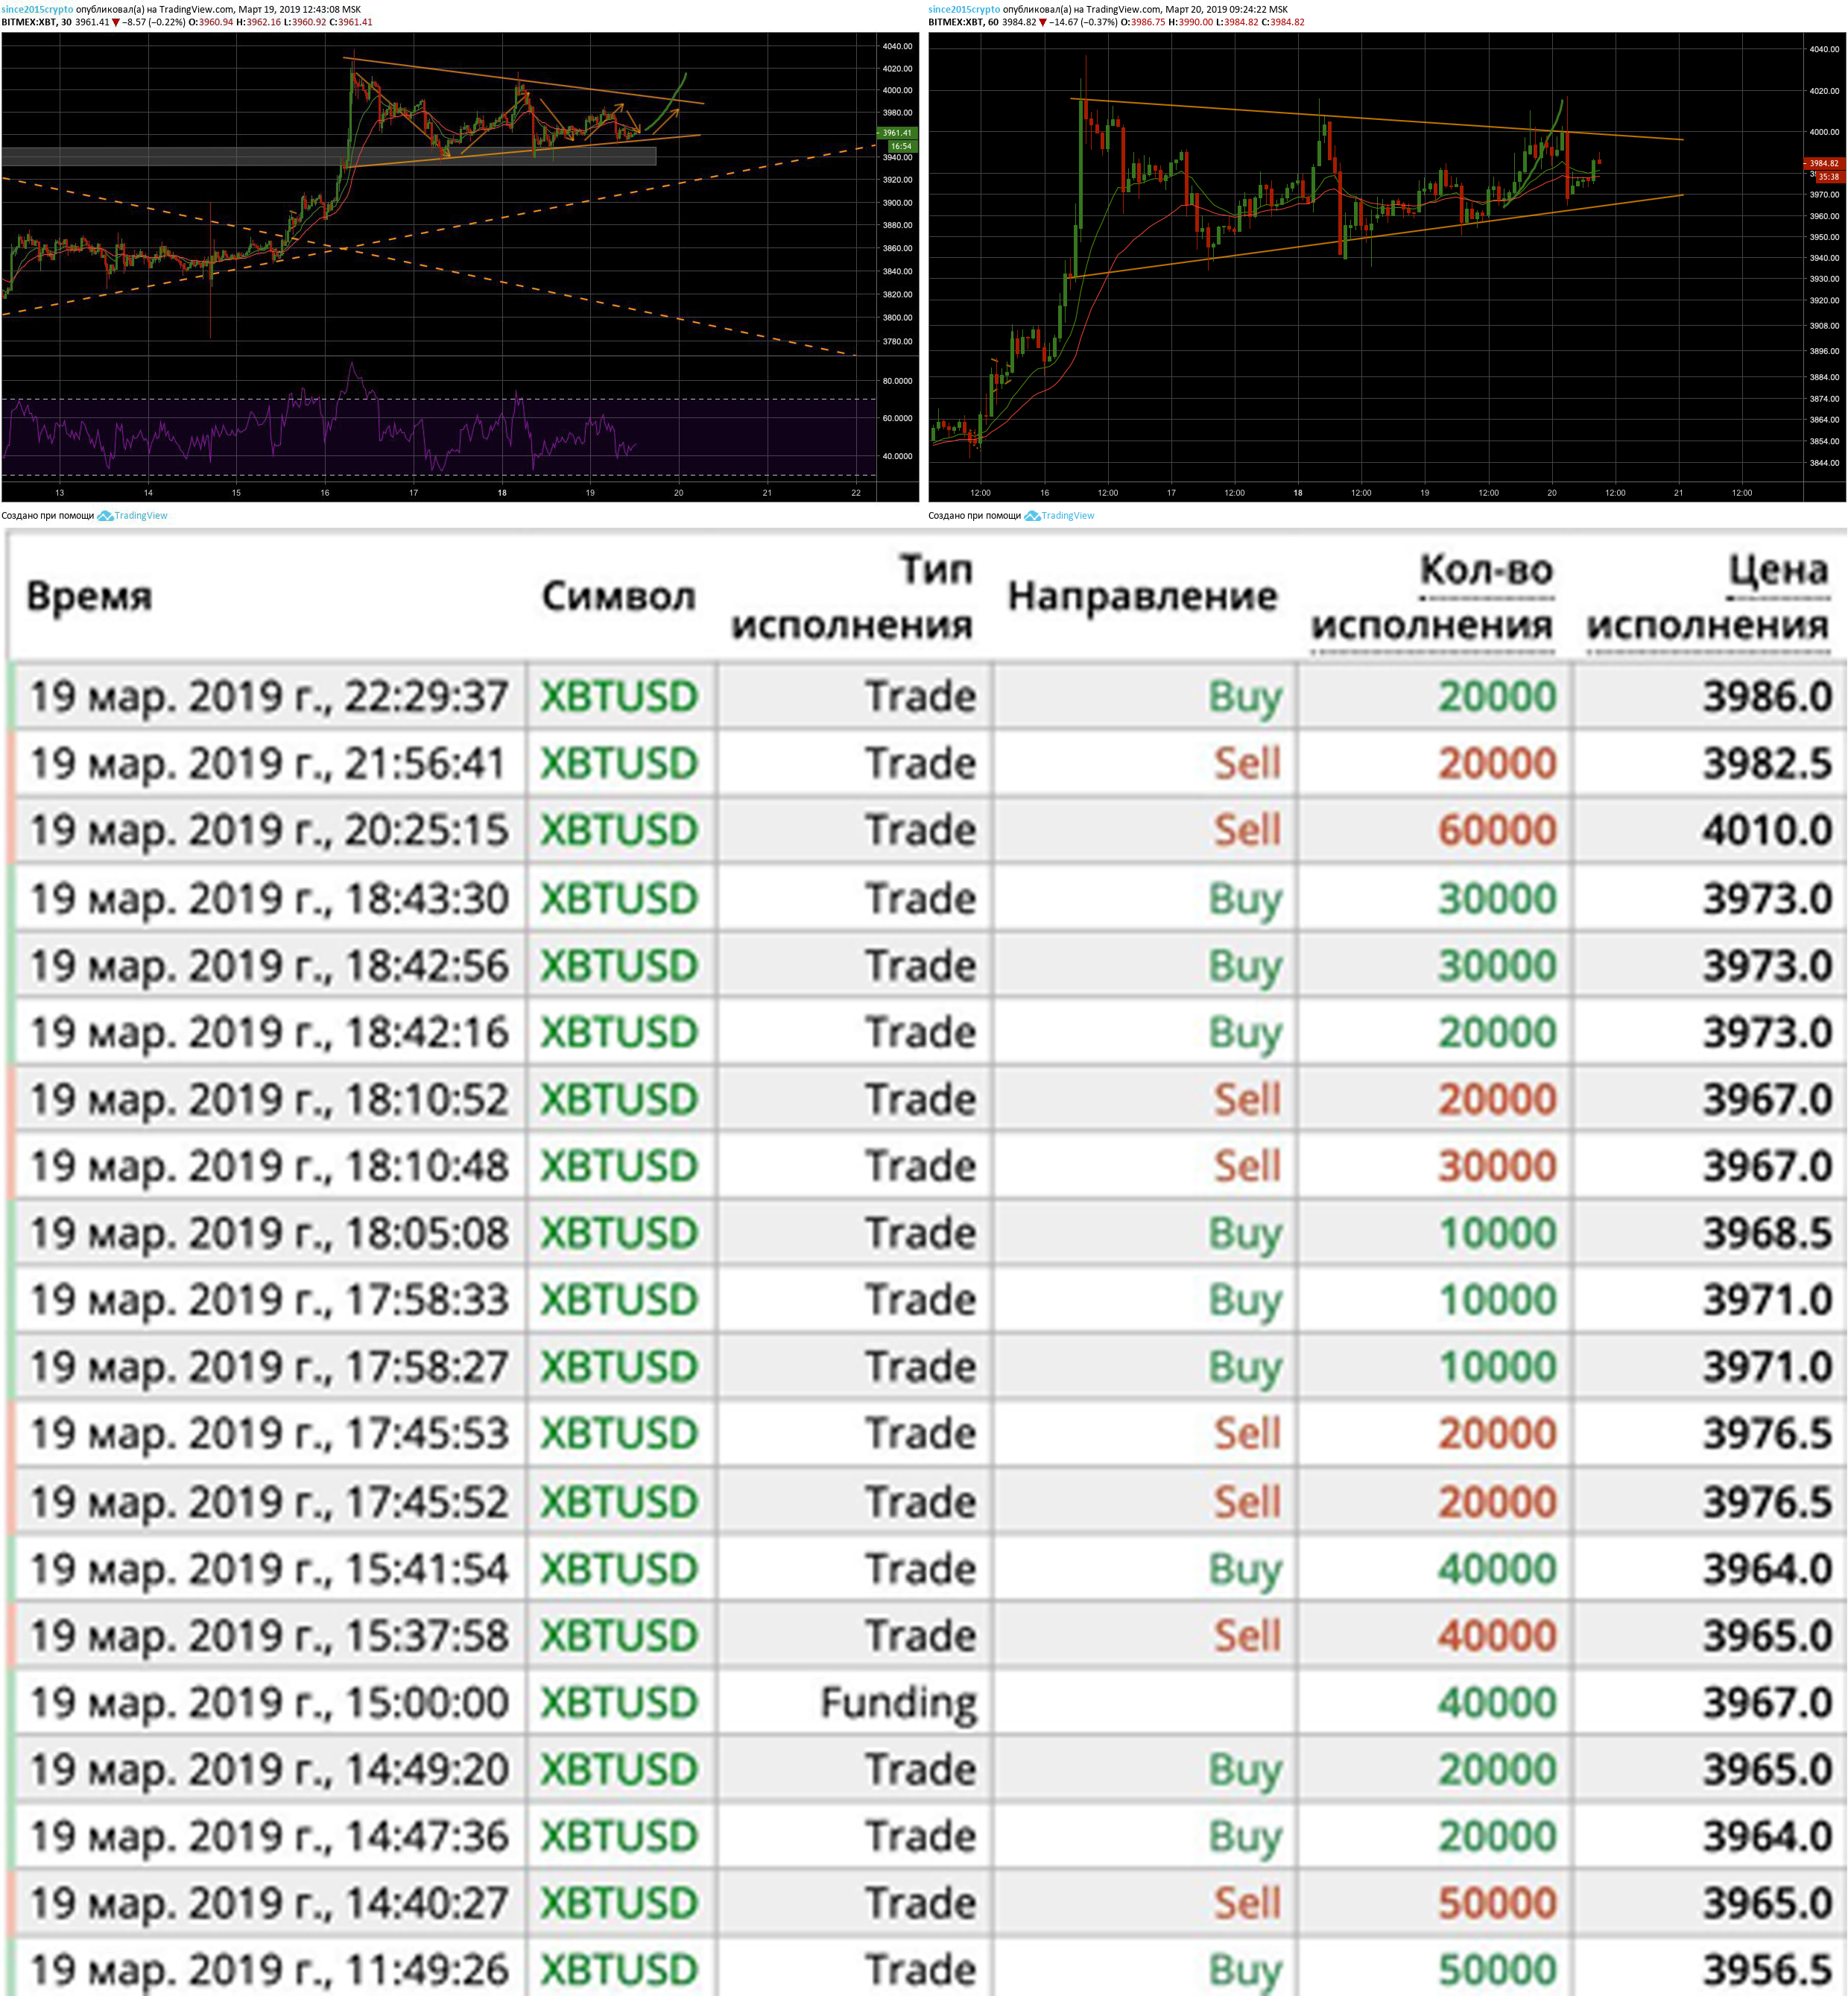 since2015crypto опубликовал(а) на TradingView.com, Март 19, 2019 12:43:08 MSK
BITMEX:XBT, 30 3961.41 ▼ −8.57 (−0.22%) O:3960.94 H:3962.16 L:3960.92 C:3961.41
4040.00
4020.00
4000.00
3980.00
3961.41
16:54
3940.00
3920.00
3900.00
3880.00
3860.00
3840.00
3820.00
3800.00
3780.00
80.0000
60.0000
40.0000
13 14 15 16 17 18 19 20 21 22
Создано при помощи TradingView
since2015crypto опубликовал(а) на TradingView.com, Март 20, 2019 09:24:22 MSK
BITMEX:XBT, 60 3984.82 ▼ −14.67 (−0.37%) O:3986.75 H:3990.00 L:3984.82 C:3984.82
4040.00
4020.00
4000.00
3984.82
35:38
3970.00
3960.00
3950.00
3940.00
3930.00
3920.00
3908.00
3896.00
3884.00
3874.00
3864.00
3854.00
3844.00
12:00 16 12:00 17 12:00 18 12:00 19 12:00 20 12:00 21 12:00
Создано при помощи TradingView
Время Символ Тип исполнения Направление Кол-во исполнения Цена исполнения
19 мар. 2019 г., 22:29:37 XBTUSD Trade Buy 20000 3986.0
19 мар. 2019 г., 21:56:41 XBTUSD Trade Sell 20000 3982.5
19 мар. 2019 г., 20:25:15 XBTUSD Trade Sell 60000 4010.0
19 мар. 2019 г., 18:43:30 XBTUSD Trade Buy 30000 3973.0
19 мар. 2019 г., 18:42:56 XBTUSD Trade Buy 30000 3973.0
19 мар. 2019 г., 18:42:16 XBTUSD Trade Buy 20000 3973.0
19 мар. 2019 г., 18:10:52 XBTUSD Trade Sell 20000 3967.0
19 мар. 2019 г., 18:10:48 XBTUSD Trade Sell 30000 3967.0
19 мар. 2019 г., 18:05:08 XBTUSD Trade Buy 10000 3968.5
19 мар. 2019 г., 17:58:33 XBTUSD Trade Buy 10000 3971.0
19 мар. 2019 г., 17:58:27 XBTUSD Trade Buy 10000 3971.0
19 мар. 2019 г., 17:45:53 XBTUSD Trade Sell 20000 3976.5
19 мар. 2019 г., 17:45:52 XBTUSD Trade Sell 20000 3976.5
19 мар. 2019 г., 15:41:54 XBTUSD Trade Buy 40000 3964.0
19 мар. 2019 г., 15:37:58 XBTUSD Trade Sell 40000 3965.0
19 мар. 2019 г., 15:00:00 XBTUSD Funding 40000 3967.0
19 мар. 2019 г., 14:49:20 XBTUSD Trade Buy 20000 3965.0
19 мар. 2019 г., 14:47:36 XBTUSD Trade Buy 20000 3964.0
19 мар. 2019 г., 14:40:27 XBTUSD Trade Sell 50000 3965.0
19 мар. 2019 г., 11:49:26 XBTUSD Trade Buy 50000 3956.5